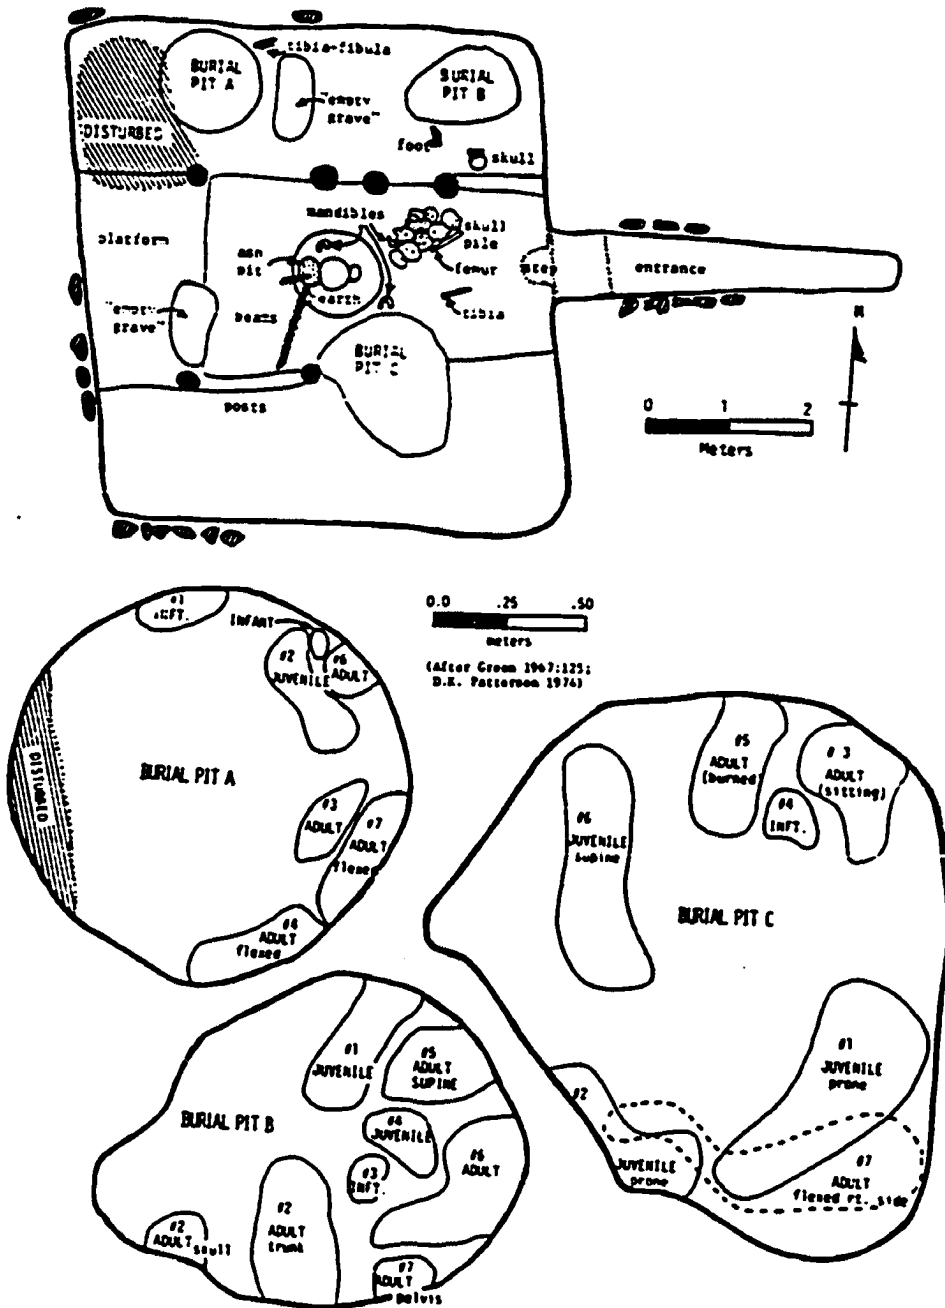 tibia-fibula
BURIAL
PIT A
BURIAL
PIT B
"empty
grave"
DISTURBED
foot
skull
mandibles
platform
skull
pile
ash
pit
femur
step
entrance
earth
tibia
"empty
grave"
beams
BURIAL
PIT C
N
posts
0 1 2
Meters
#1
INFT.
INFANT
#2
JUVENILE
#6
ADULT
0.0 .25 .50
meters
(After Green 1967:125;
D.K. Patterson 1974)
DISTURBED
BURIAL PIT A
#3
ADULT
#7
ADULT
flexed
#4
ADULT
flexed
#5
ADULT
(burned)
#3
ADULT
(sitting)
#4
INFT.
#6
JUVENILE
supine
BURIAL PIT C
#1
JUVENILE
prone
#2
JUVENILE
prone
#7
ADULT
flexed rt. side
#1
JUVENILE
#5
ADULT
SUPINE
BURIAL PIT B
#4
JUVENILE
#6
ADULT
#3
INFT.
#2
ADULT
trunk
#2
ADULT skull
#7
ADULT
pelvis